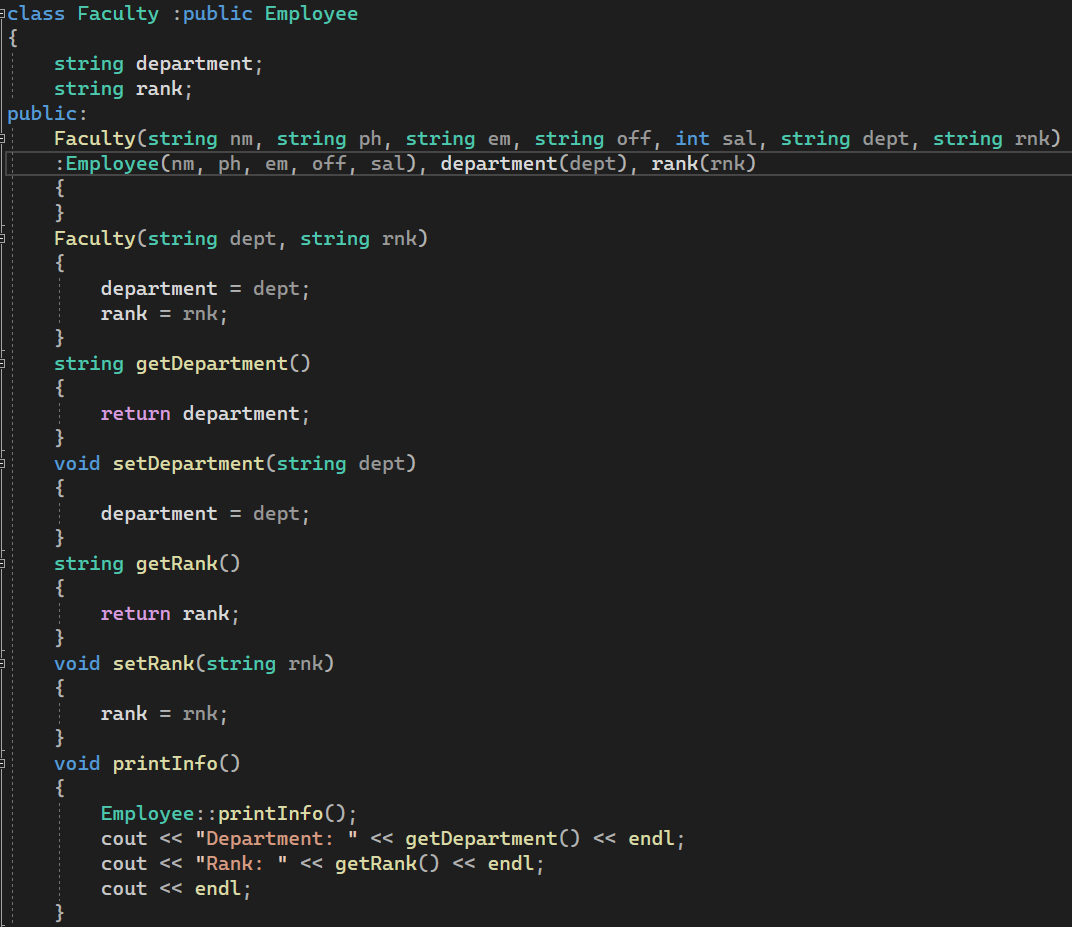 class Faculty :public Employee
{
    string department;
    string rank;
public:
    Faculty(string nm, string ph, string em, string off, int sal, string dept, string rnk)
    :Employee(nm, ph, em, off, sal), department(dept), rank(rnk)
    {
    }
    Faculty(string dept, string rnk)
    {
        department = dept;
        rank = rnk;
    }
    string getDepartment()
    {
        return department;
    }
    void setDepartment(string dept)
    {
        department = dept;
    }
    string getRank()
    {
        return rank;
    }
    void setRank(string rnk)
    {
        rank = rnk;
    }
    void printInfo()
    {
        Employee::printInfo();
        cout << "Department: " << getDepartment() << endl;
        cout << "Rank: " << getRank() << endl;
        cout << endl;
    }